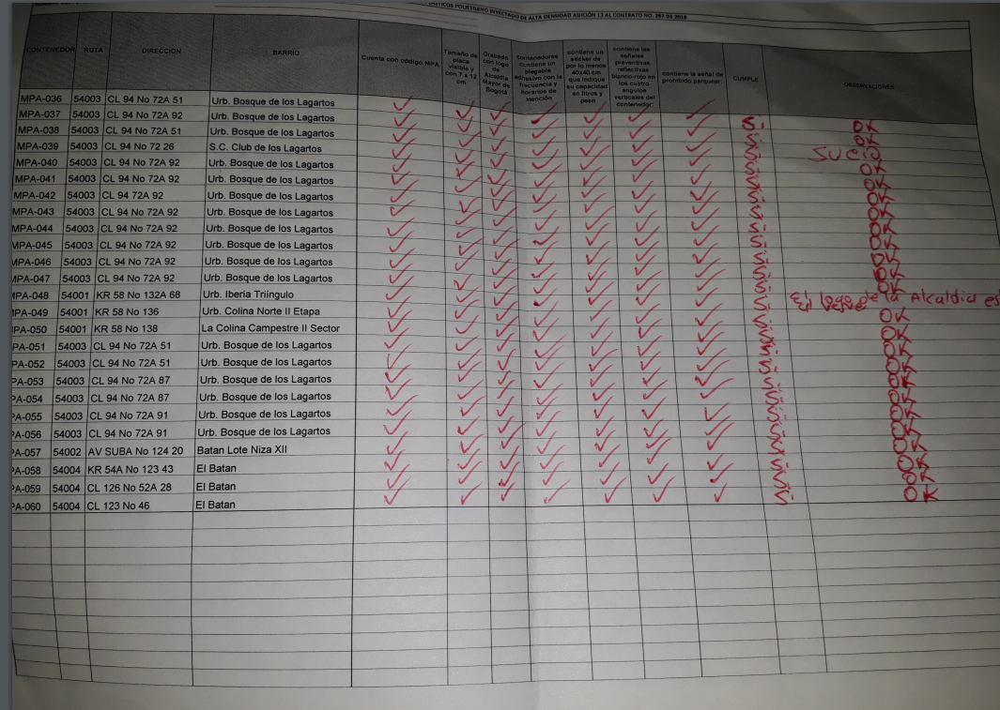 PLÁSTICOS POLIETILENO INYECTADO DE ALTA DENSIDAD ADICIÓN 12 AL CONTRATO NO. 267 DE 2018
CONTENEDOR RUTA DIRECCION BARRIO Cuenta con código MPA Tamaño de placa visible y con 7 x 12 cm Grabado con logo de Alcaldia Mayor de Bogotá contenedores contiene un plegable adhesivo con la frecuencia y horarios de atención contiene un sticker de por lo menos 40x40 cm que indique su capacidad en litros y peso contiene las señales preventivas reflectivas blanco-rojo en los cuatro angulos verticales del contenedor: contiene la señal de prohibido parquear: CUMPLE OBSERVACIONES
MPA-036 54003 CL 94 No 72A 51 Urb. Bosque de los Lagartos ✓ ✓ ✓ ✓ ✓ ✓ ✓ Si OK
MPA-037 54003 CL 94 No 72A 92 Urb. Bosque de los Lagartos ✓ ✓ ✓ ✓ ✓ ✓ ✓ Si OK
MPA-038 54003 CL 94 No 72A 51 Urb. Bosque de los Lagartos ✓ ✓ ✓ ✓ ✓ ✓ ✓ Si SUCIO
MPA-039 54003 CL 94 No 72 26 S.C. Club de los Lagartos ✓ ✓ ✓ ✓ ✓ ✓ ✓ Si OK
MPA-040 54003 CL 94 No 72A 92 Urb. Bosque de los Lagartos ✓ ✓ ✓ ✓ ✓ ✓ ✓ Si OK
MPA-041 54003 CL 94 No 72A 92 Urb. Bosque de los Lagartos ✓ ✓ ✓ ✓ ✓ ✓ ✓ Si OK
MPA-042 54003 CL 94 72A 92 Urb. Bosque de los Lagartos ✓ ✓ ✓ ✓ ✓ ✓ ✓ Si OK
MPA-043 54003 CL 94 No 72A 92 Urb. Bosque de los Lagartos ✓ ✓ ✓ ✓ ✓ ✓ ✓ Si OK
MPA-044 54003 CL 94 No 72A 92 Urb. Bosque de los Lagartos ✓ ✓ ✓ ✓ ✓ ✓ ✓ Si OK
MPA-045 54003 CL 94 No 72A 92 Urb. Bosque de los Lagartos ✓ ✓ ✓ ✓ ✓ ✓ ✓ Si OK
MPA-046 54003 CL 94 No 72A 92 Urb. Bosque de los Lagartos ✓ ✓ ✓ ✓ ✓ ✓ ✓ Si OK
MPA-047 54003 CL 94 No 72A 92 Urb. Bosque de los Lagartos ✓ ✓ ✓ ✓ ✓ ✓ ✓ Si OK
MPA-048 54001 KR 58 No 132A 68 Urb. Iberia Triingulo ✓ ✓ ✓ ✓ ✓ ✓ ✓ Si El logo de la Alcaldia es
MPA-049 54001 KR 58 No 136 Urb. Colina Norte II Etapa ✓ ✓ ✓ ✓ ✓ ✓ ✓ Si OK
PA-050 54001 KR 58 No 138 La Colina Campestre II Sector ✓ ✓ ✓ ✓ ✓ ✓ ✓ Si OK
PA-051 54003 CL 94 No 72A 51 Urb. Bosque de los Lagartos ✓ ✓ ✓ ✓ ✓ ✓ ✓ Si OK
PA-052 54003 CL 94 No 72A 51 Urb. Bosque de los Lagartos ✓ ✓ ✓ ✓ ✓ ✓ ✓ Si OK
PA-053 54003 CL 94 No 72A 87 Urb. Bosque de los Lagartos ✓ ✓ ✓ ✓ ✓ ✓ ✓ Si OK
PA-054 54003 CL 94 No 72A 87 Urb. Bosque de los Lagartos ✓ ✓ ✓ ✓ ✓ ✓ ✓ Si OK
PA-055 54003 CL 94 No 72A 91 Urb. Bosque de los Lagartos ✓ ✓ ✓ ✓ ✓ ✓ ✓ Si OK
PA-056 54003 CL 94 No 72A 91 Urb. Bosque de los Lagartos ✓ ✓ ✓ ✓ ✓ ✓ ✓ Si OK
PA-057 54002 AV SUBA No 124 20 Batan Lote Niza XII ✓ ✓ ✓ ✓ ✓ ✓ ✓ Si OK
PA-058 54004 KR 54A No 123 43 El Batan ✓ ✓ ✓ ✓ ✓ ✓ ✓ Si OK
PA-059 54004 CL 126 No 52A 28 El Batan ✓ ✓ ✓ ✓ ✓ ✓ ✓ Si OK
PA-060 54004 CL 123 No 46 El Batan ✓ ✓ ✓ ✓ ✓ ✓ ✓ Si OK